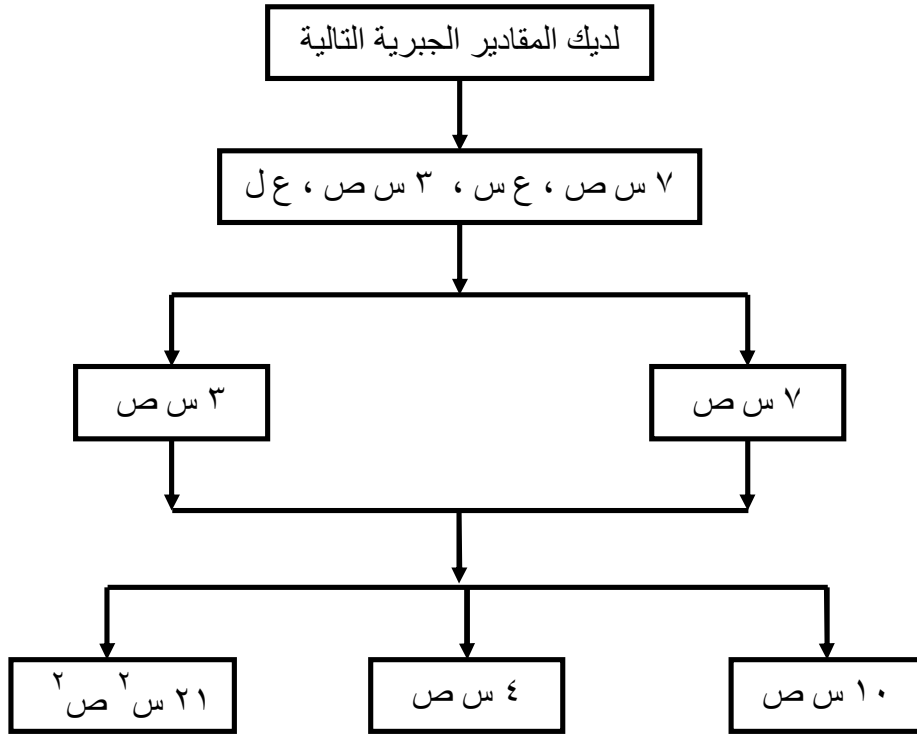 لديك المقادير الجبرية التالية
٧ س ص ، ع س ، ٣ س ص ، ع ل
٧ س ص
٣ س ص
١٠ س ص
٤ س ص
٢١ س٢ ص٢